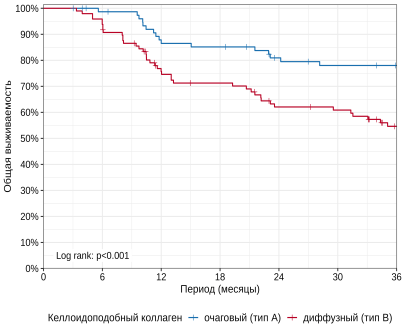 100%
90%
80%
70%
60%
50%
40%
30%
20%
10%
0%
Общая выживаемость
Log rank: p<0.001
0 6 12 18 24 30 36
Период (месяцы)
Келлоидоподобный коллаген очаговый (тип A) диффузный (тип B)